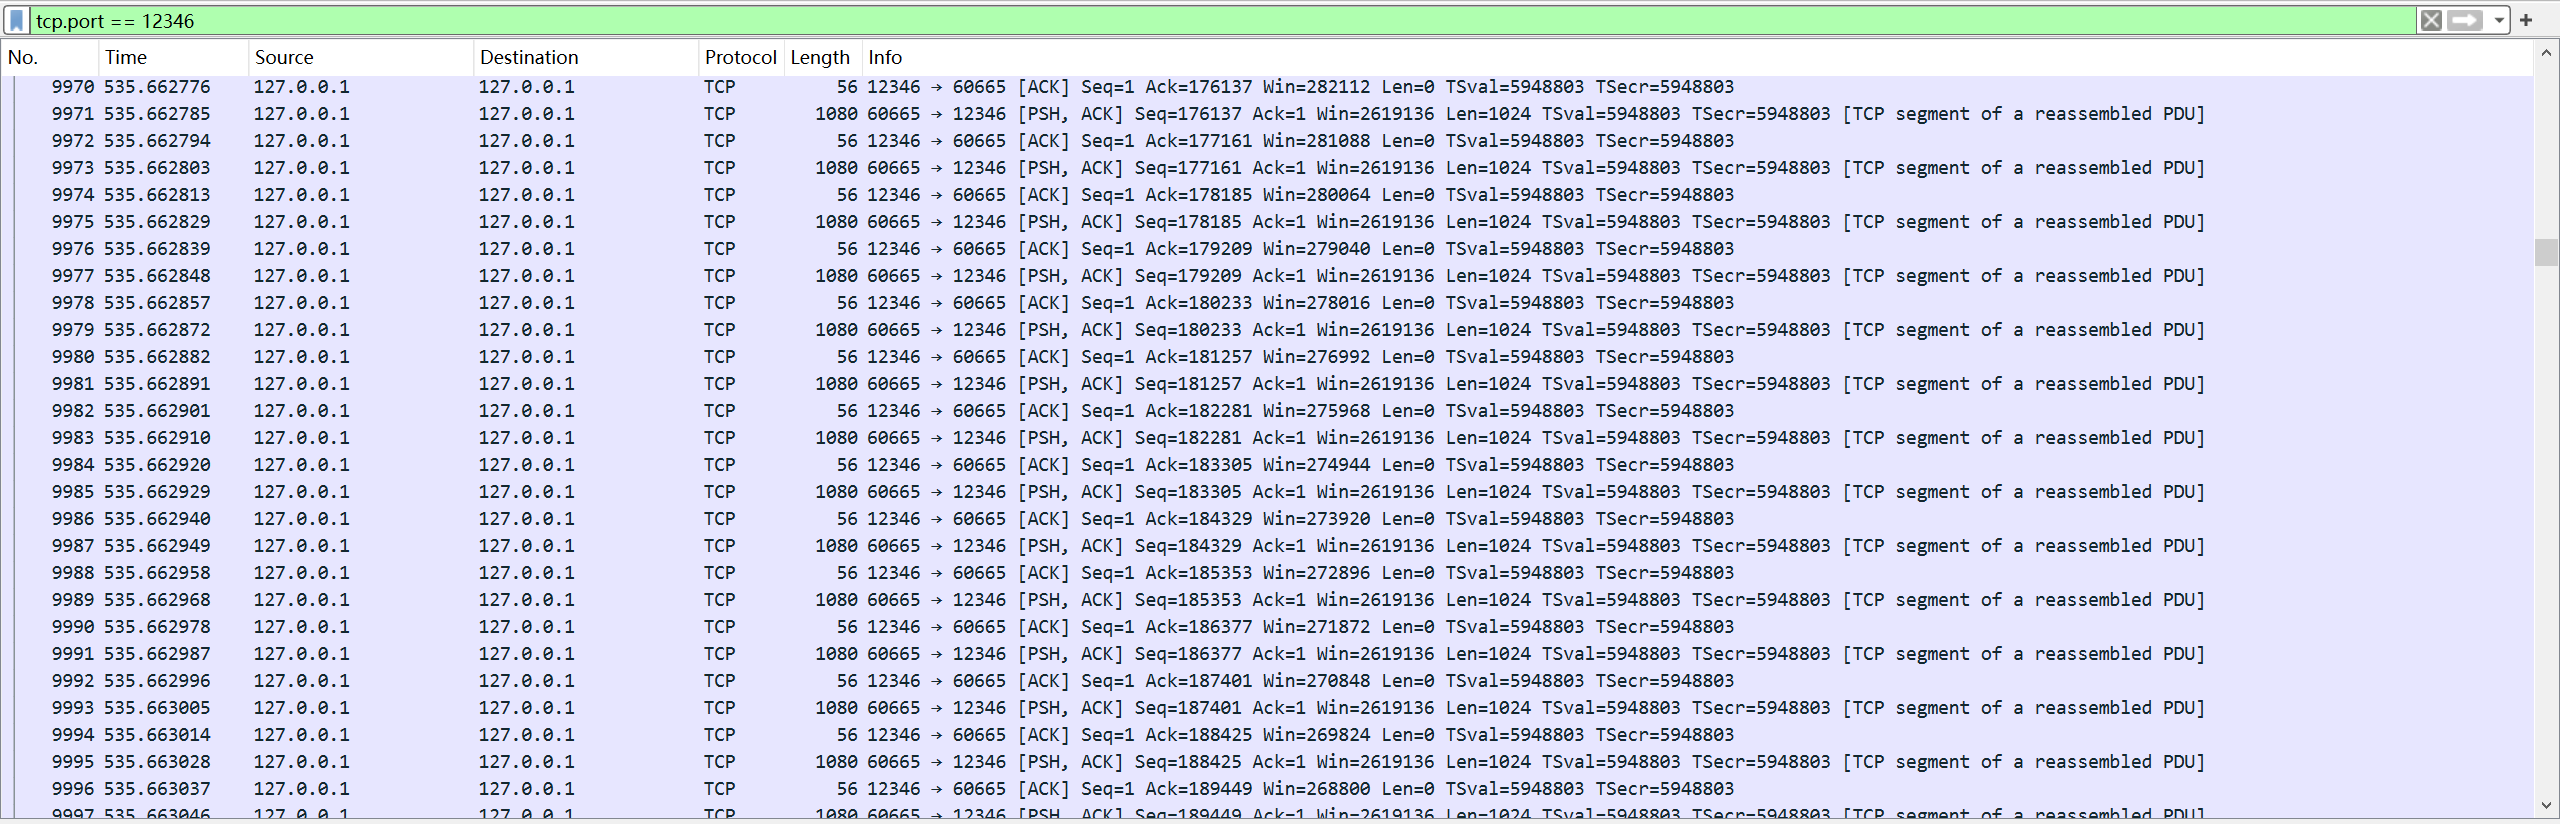 tcp.port == 12346
No. Time Source Destination Protocol Length Info
9970 535.662776 127.0.0.1 127.0.0.1 TCP 56 12346 → 60665 [ACK] Seq=1 Ack=176137 Win=282112 Len=0 TSval=5948803 TSecr=5948803
9971 535.662785 127.0.0.1 127.0.0.1 TCP 1080 60665 → 12346 [PSH, ACK] Seq=176137 Ack=1 Win=2619136 Len=1024 TSval=5948803 TSecr=5948803 [TCP segment of a reassembled PDU]
9972 535.662794 127.0.0.1 127.0.0.1 TCP 56 12346 → 60665 [ACK] Seq=1 Ack=177161 Win=281088 Len=0 TSval=5948803 TSecr=5948803
9973 535.662803 127.0.0.1 127.0.0.1 TCP 1080 60665 → 12346 [PSH, ACK] Seq=177161 Ack=1 Win=2619136 Len=1024 TSval=5948803 TSecr=5948803 [TCP segment of a reassembled PDU]
9974 535.662813 127.0.0.1 127.0.0.1 TCP 56 12346 → 60665 [ACK] Seq=1 Ack=178185 Win=280064 Len=0 TSval=5948803 TSecr=5948803
9975 535.662829 127.0.0.1 127.0.0.1 TCP 1080 60665 → 12346 [PSH, ACK] Seq=178185 Ack=1 Win=2619136 Len=1024 TSval=5948803 TSecr=5948803 [TCP segment of a reassembled PDU]
9976 535.662839 127.0.0.1 127.0.0.1 TCP 56 12346 → 60665 [ACK] Seq=1 Ack=179209 Win=279040 Len=0 TSval=5948803 TSecr=5948803
9977 535.662848 127.0.0.1 127.0.0.1 TCP 1080 60665 → 12346 [PSH, ACK] Seq=179209 Ack=1 Win=2619136 Len=1024 TSval=5948803 TSecr=5948803 [TCP segment of a reassembled PDU]
9978 535.662857 127.0.0.1 127.0.0.1 TCP 56 12346 → 60665 [ACK] Seq=1 Ack=180233 Win=278016 Len=0 TSval=5948803 TSecr=5948803
9979 535.662872 127.0.0.1 127.0.0.1 TCP 1080 60665 → 12346 [PSH, ACK] Seq=180233 Ack=1 Win=2619136 Len=1024 TSval=5948803 TSecr=5948803 [TCP segment of a reassembled PDU]
9980 535.662882 127.0.0.1 127.0.0.1 TCP 56 12346 → 60665 [ACK] Seq=1 Ack=181257 Win=276992 Len=0 TSval=5948803 TSecr=5948803
9981 535.662891 127.0.0.1 127.0.0.1 TCP 1080 60665 → 12346 [PSH, ACK] Seq=181257 Ack=1 Win=2619136 Len=1024 TSval=5948803 TSecr=5948803 [TCP segment of a reassembled PDU]
9982 535.662901 127.0.0.1 127.0.0.1 TCP 56 12346 → 60665 [ACK] Seq=1 Ack=182281 Win=275968 Len=0 TSval=5948803 TSecr=5948803
9983 535.662910 127.0.0.1 127.0.0.1 TCP 1080 60665 → 12346 [PSH, ACK] Seq=182281 Ack=1 Win=2619136 Len=1024 TSval=5948803 TSecr=5948803 [TCP segment of a reassembled PDU]
9984 535.662920 127.0.0.1 127.0.0.1 TCP 56 12346 → 60665 [ACK] Seq=1 Ack=183305 Win=274944 Len=0 TSval=5948803 TSecr=5948803
9985 535.662929 127.0.0.1 127.0.0.1 TCP 1080 60665 → 12346 [PSH, ACK] Seq=183305 Ack=1 Win=2619136 Len=1024 TSval=5948803 TSecr=5948803 [TCP segment of a reassembled PDU]
9986 535.662940 127.0.0.1 127.0.0.1 TCP 56 12346 → 60665 [ACK] Seq=1 Ack=184329 Win=273920 Len=0 TSval=5948803 TSecr=5948803
9987 535.662949 127.0.0.1 127.0.0.1 TCP 1080 60665 → 12346 [PSH, ACK] Seq=184329 Ack=1 Win=2619136 Len=1024 TSval=5948803 TSecr=5948803 [TCP segment of a reassembled PDU]
9988 535.662958 127.0.0.1 127.0.0.1 TCP 56 12346 → 60665 [ACK] Seq=1 Ack=185353 Win=272896 Len=0 TSval=5948803 TSecr=5948803
9989 535.662968 127.0.0.1 127.0.0.1 TCP 1080 60665 → 12346 [PSH, ACK] Seq=185353 Ack=1 Win=2619136 Len=1024 TSval=5948803 TSecr=5948803 [TCP segment of a reassembled PDU]
9990 535.662978 127.0.0.1 127.0.0.1 TCP 56 12346 → 60665 [ACK] Seq=1 Ack=186377 Win=271872 Len=0 TSval=5948803 TSecr=5948803
9991 535.662987 127.0.0.1 127.0.0.1 TCP 1080 60665 → 12346 [PSH, ACK] Seq=186377 Ack=1 Win=2619136 Len=1024 TSval=5948803 TSecr=5948803 [TCP segment of a reassembled PDU]
9992 535.662996 127.0.0.1 127.0.0.1 TCP 56 12346 → 60665 [ACK] Seq=1 Ack=187401 Win=270848 Len=0 TSval=5948803 TSecr=5948803
9993 535.663005 127.0.0.1 127.0.0.1 TCP 1080 60665 → 12346 [PSH, ACK] Seq=187401 Ack=1 Win=2619136 Len=1024 TSval=5948803 TSecr=5948803 [TCP segment of a reassembled PDU]
9994 535.663014 127.0.0.1 127.0.0.1 TCP 56 12346 → 60665 [ACK] Seq=1 Ack=188425 Win=269824 Len=0 TSval=5948803 TSecr=5948803
9995 535.663028 127.0.0.1 127.0.0.1 TCP 1080 60665 → 12346 [PSH, ACK] Seq=188425 Ack=1 Win=2619136 Len=1024 TSval=5948803 TSecr=5948803 [TCP segment of a reassembled PDU]
9996 535.663037 127.0.0.1 127.0.0.1 TCP 56 12346 → 60665 [ACK] Seq=1 Ack=189449 Win=268800 Len=0 TSval=5948803 TSecr=5948803
9997 535.663046 127.0.0.1 127.0.0.1 TCP 1080 60665 → 12346 [PSH, ACK] Seq=189449 Ack=1 Win=2619136 Len=1024 TSval=5948803 TSecr=5948803 [TCP segment of a reassembled PDU]